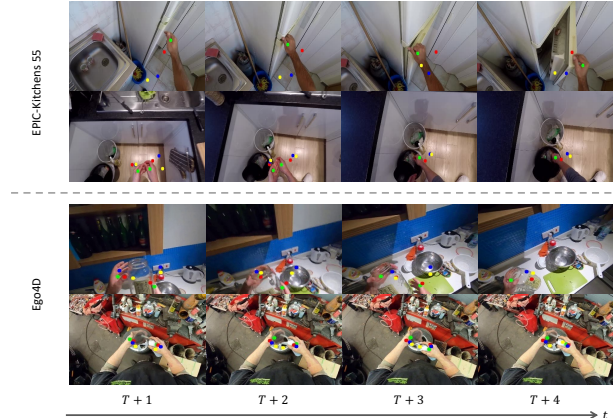 EPIC-Kitchens 55
Ego4D
T + 1
T + 2
T + 3
T + 4
t